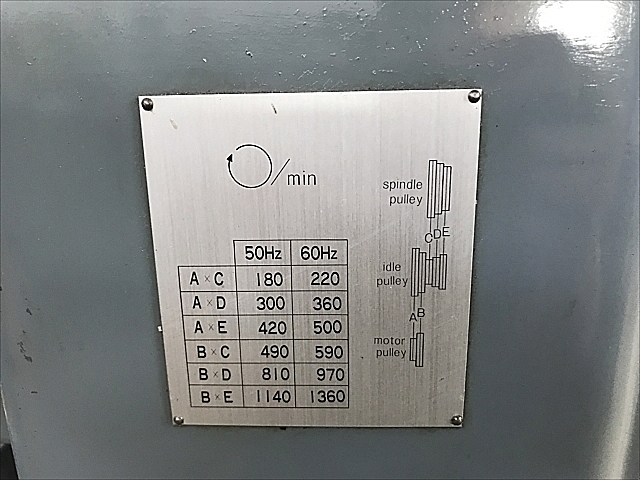 /min
spindle
pulley
CDE
idle
pulley
AB
motor
pulley
50Hz 60Hz
A × C 180 220
A × D 300 360
A × E 420 500
B × C 490 590
B × D 810 970
B × E 1140 1360